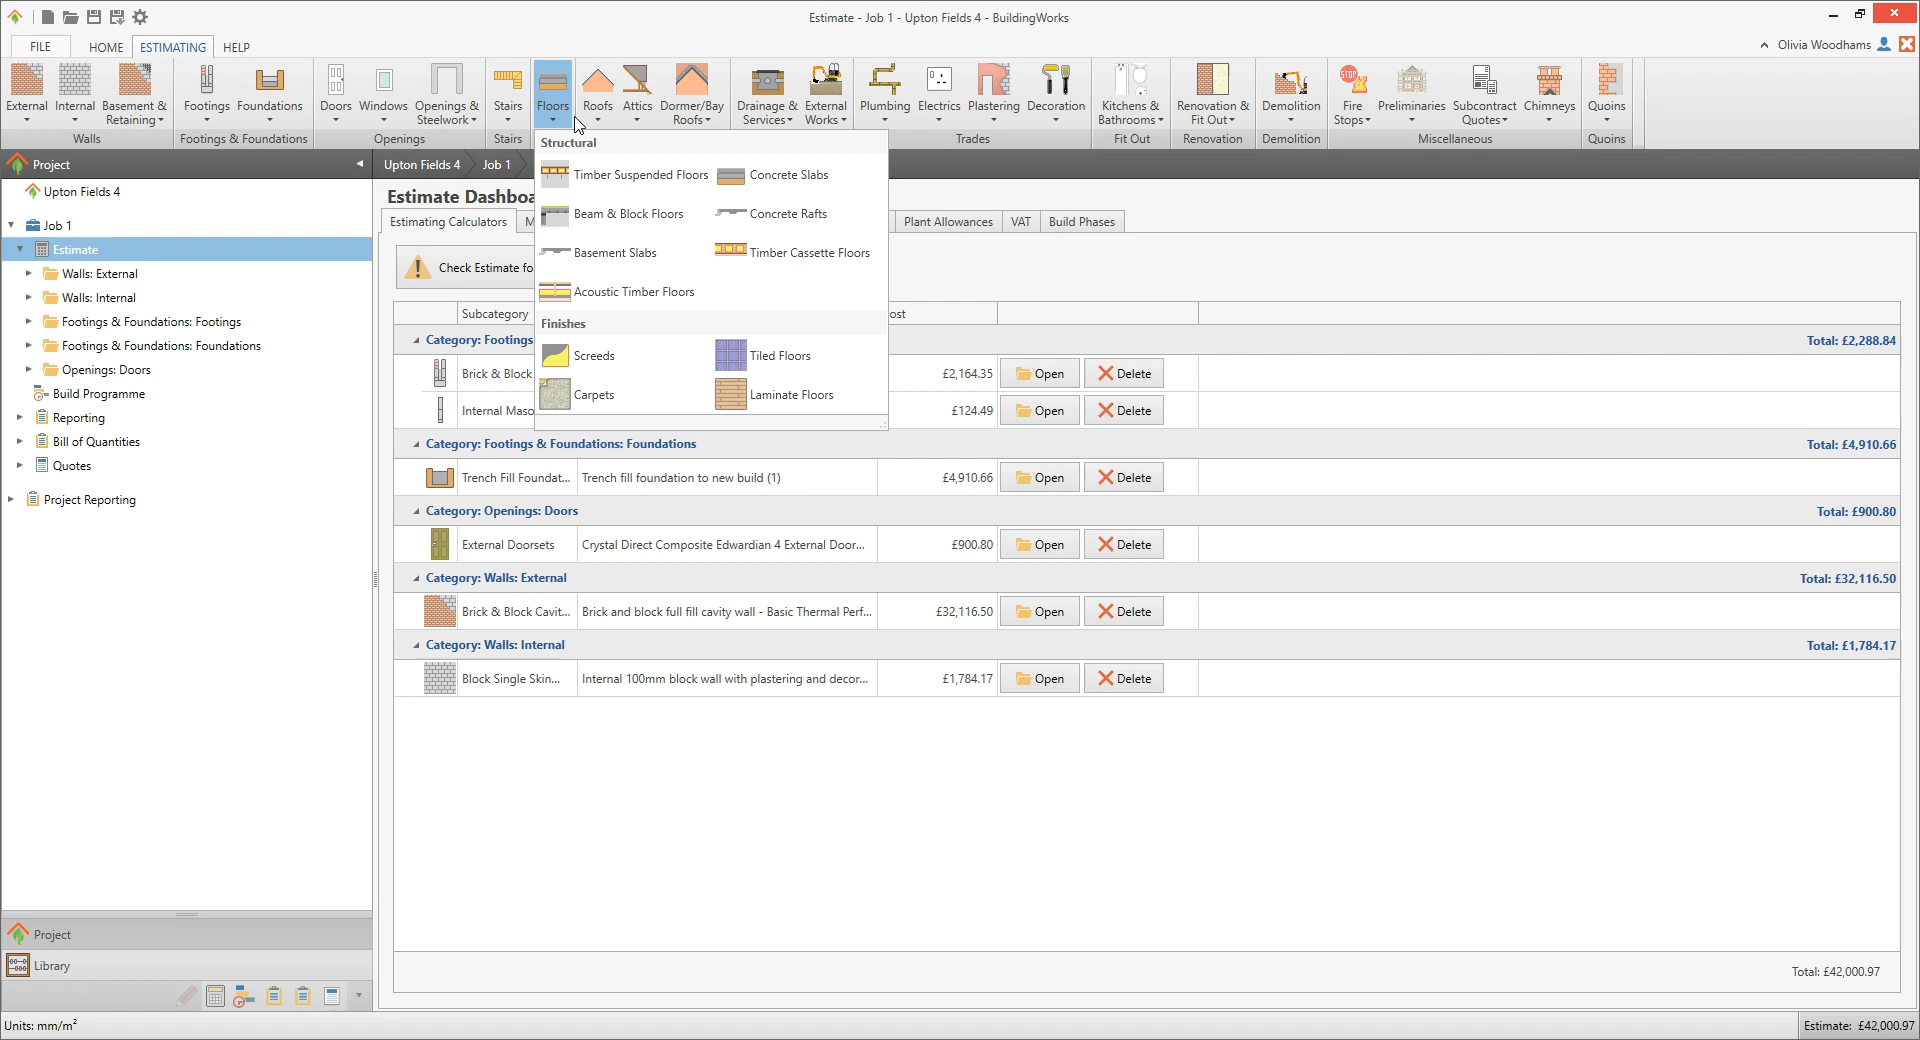 Estimate - Job 1 - Upton Fields 4 - BuildingWorks
FILE HOME ESTIMATING HELP
Olivia Woodhams
External Internal Basement & Retaining Footings Foundations Doors Windows Openings & Steelwork Stairs Floors Roofs Attics Dormer/Bay Roofs Drainage & Services External Works Plumbing Electrics Plastering Decoration Kitchens & Bathrooms Renovation & Fit Out Demolition Fire Stops Preliminaries Subcontract Quotes Chimneys Quoins
STOP
Walls Footings & Foundations Openings Stairs Trades Fit Out Renovation Demolition Miscellaneous Quoins
Project
Upton Fields 4
Job 1
Estimate
Walls: External
Walls: Internal
Footings & Foundations: Footings
Footings & Foundations: Foundations
Openings: Doors
Build Programme
Reporting
Bill of Quantities
Quotes
Project Reporting
Project
Library
Upton Fields 4 Job 1
Estimate Dashboa
Estimating Calculators M Plant Allowances VAT Build Phases
Check Estimate fo
Structural
Timber Suspended Floors Concrete Slabs
Beam & Block Floors Concrete Rafts
Basement Slabs Timber Cassette Floors
Acoustic Timber Floors
Finishes
Screeds Tiled Floors
Carpets Laminate Floors
Subcategory ost
Category: Footings Total: £2,288.84
Brick & Block £2,164.35 Open Delete
Internal Maso £124.49 Open Delete
Category: Footings & Foundations: Foundations Total: £4,910.66
Trench Fill Foundat... Trench fill foundation to new build (1) £4,910.66 Open Delete
Category: Openings: Doors Total: £900.80
External Doorsets Crystal Direct Composite Edwardian 4 External Door... £900.80 Open Delete
Category: Walls: External Total: £32,116.50
Brick & Block Cavit... Brick and block full fill cavity wall - Basic Thermal Perf... £32,116.50 Open Delete
Category: Walls: Internal Total: £1,784.17
Block Single Skin... Internal 100mm block wall with plastering and decor... £1,784.17 Open Delete
Total: £42,000.97
Units: mm/m² Estimate: £42,000.97